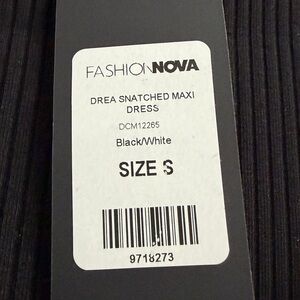 FASHIONNOVA
DREA SNATCHED MAXI
DRESS
DCM12265
Black/White
SIZE S
9718273